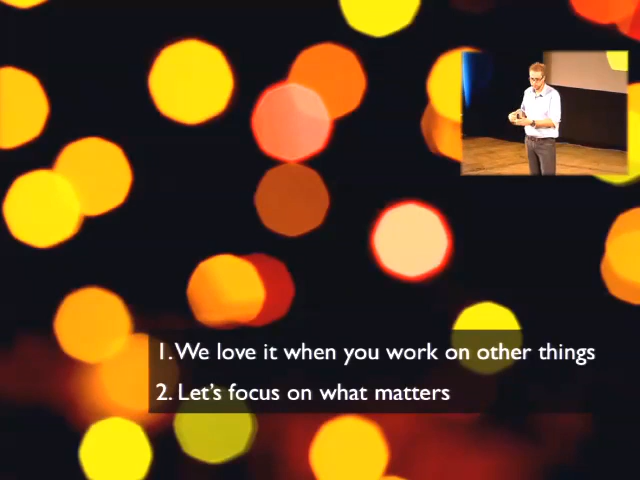 1. We love it when you work on other things
2. Let's focus on what matters